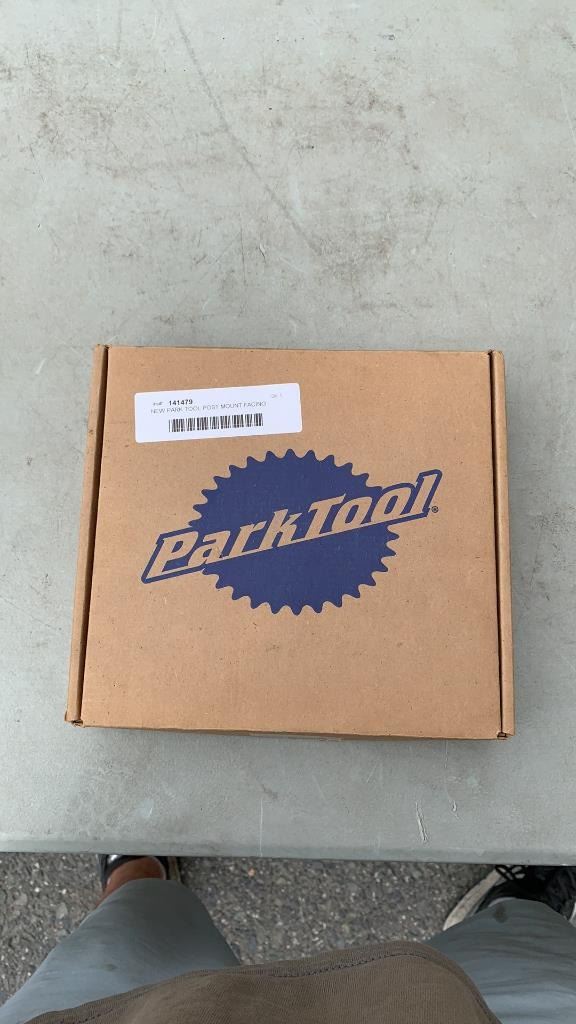 141479
NEW PARK TOOL POST MOUNT FACING
ParkTool®